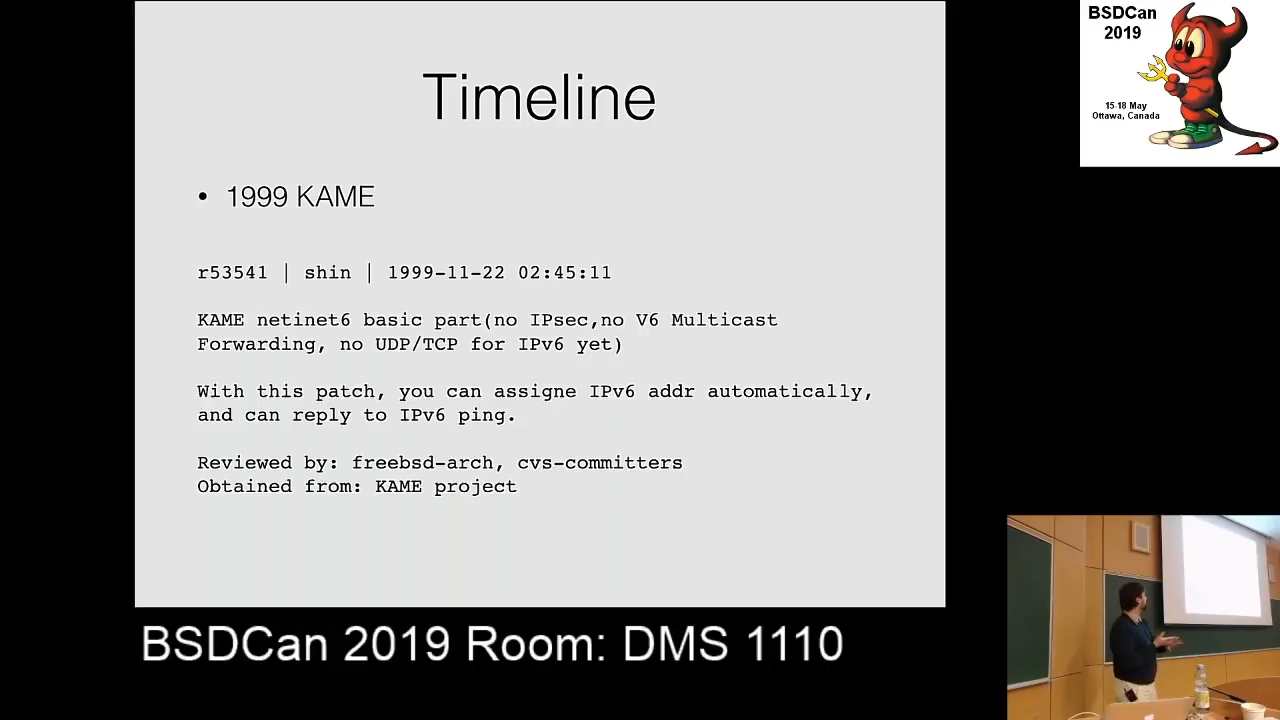 Timeline
• 1999 KAME
r53541 | shin | 1999-11-22 02:45:11
KAME netinet6 basic part(no IPsec,no V6 Multicast
Forwarding, no UDP/TCP for IPv6 yet)
With this patch, you can assigne IPv6 addr automatically,
and can reply to IPv6 ping.
Reviewed by: freebsd-arch, cvs-committers
Obtained from: KAME project
BSDCan 2019 Room: DMS 1110
BSDCan
2019
15-18 May
Ottawa, Canada